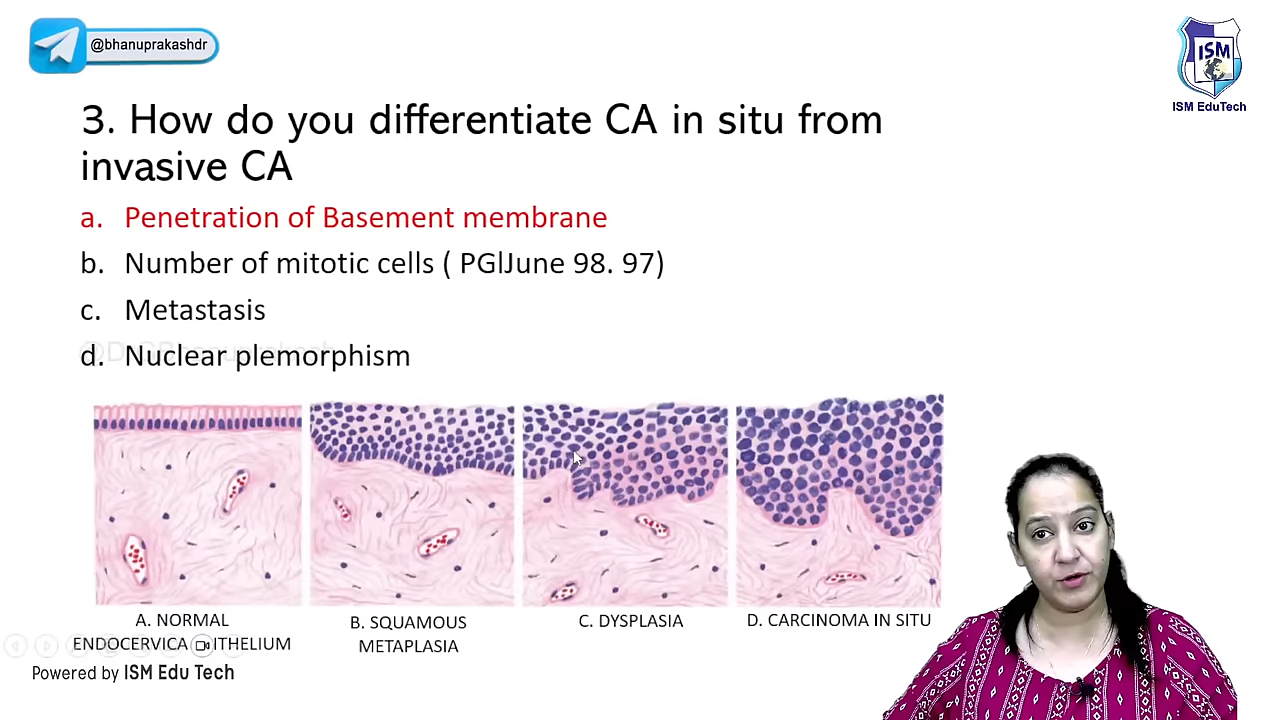 @bhanuprakashdr
ISM
ISM EduTech
3. How do you differentiate CA in situ from
invasive CA
a. Penetration of Basement membrane
b. Number of mitotic cells ( PGlJune 98. 97)
c. Metastasis
d. Nuclear plemorphism
A. NORMAL
ENDOCERVICA ITHELIUM
B. SQUAMOUS
METAPLASIA
C. DYSPLASIA
D. CARCINOMA IN SITU
Powered by ISM Edu Tech